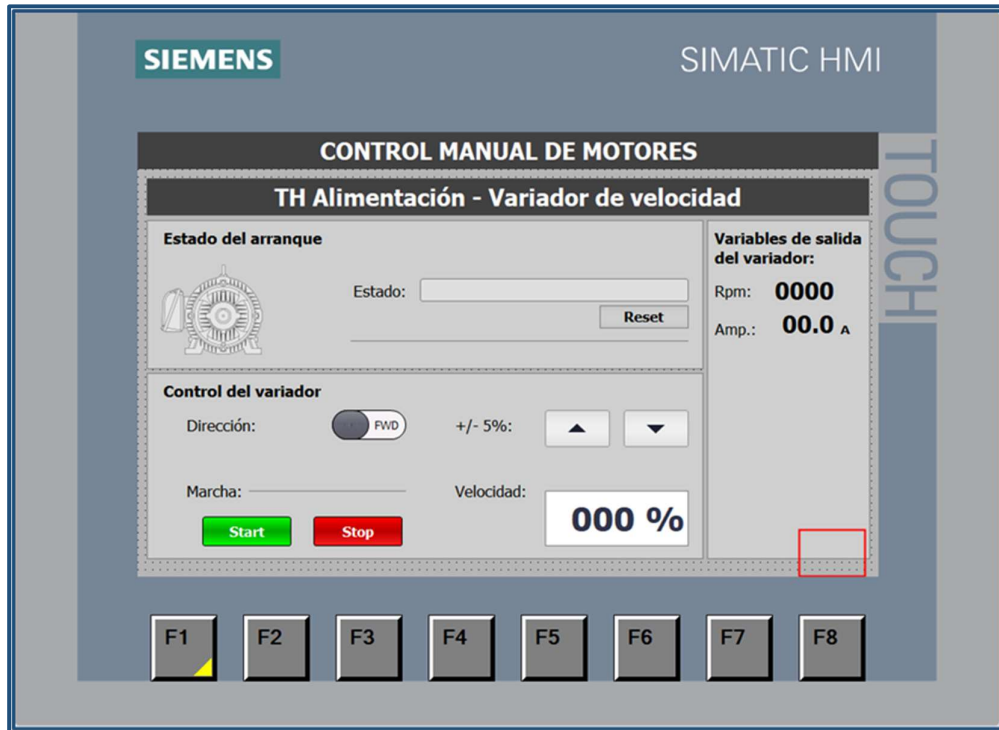 SIEMENS
SIMATIC HMI
TOUCH
CONTROL MANUAL DE MOTORES
TH Alimentación - Variador de velocidad
Estado del arranque
Estado:
Reset
Variables de salida
del variador:
Rpm: 0000
Amp.: 00.0 A
Control del variador
Dirección: FWD +/- 5%:
Marcha: Velocidad:
Start Stop 000 %
F1 F2 F3 F4 F5 F6 F7 F8